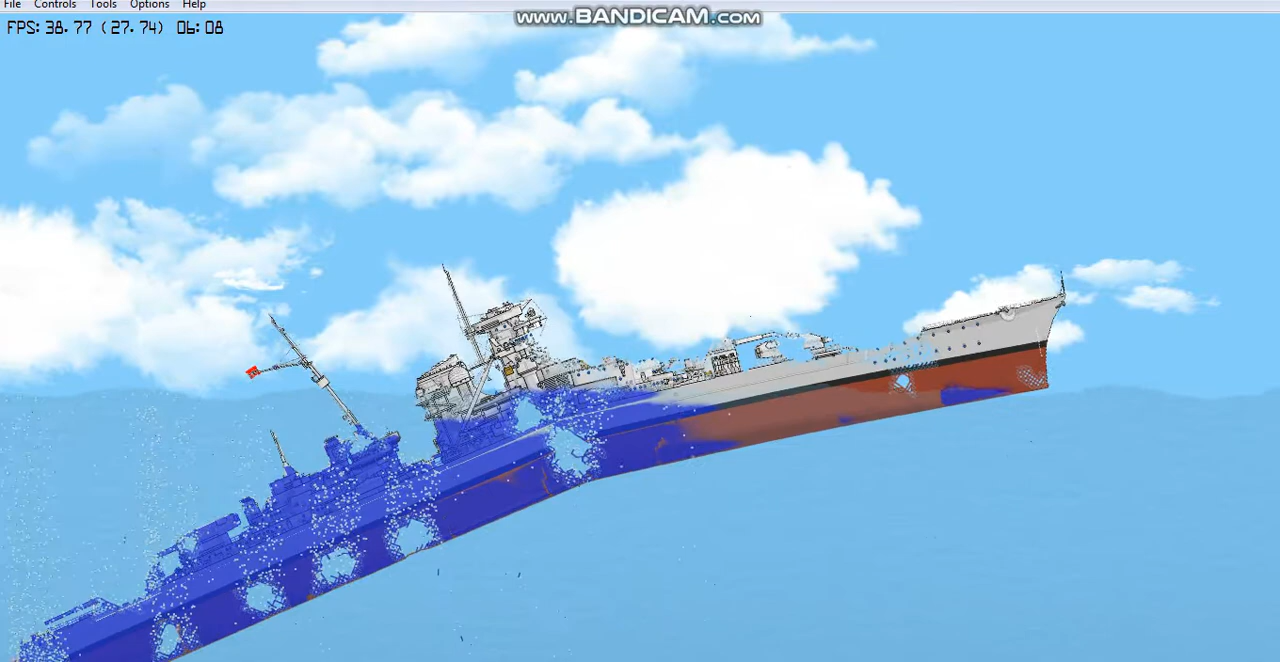 File Controls Tools Options Help
www.BANDICAM.com
FPS: 38.77 (27.74) 06:08